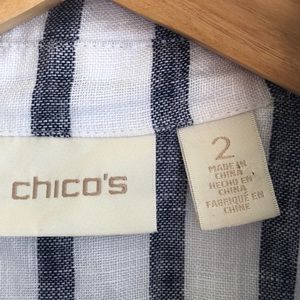 chico's
2
MADE IN
CHINA
HECHO EN
CHINA
FABRIQUÉ EN
CHINE